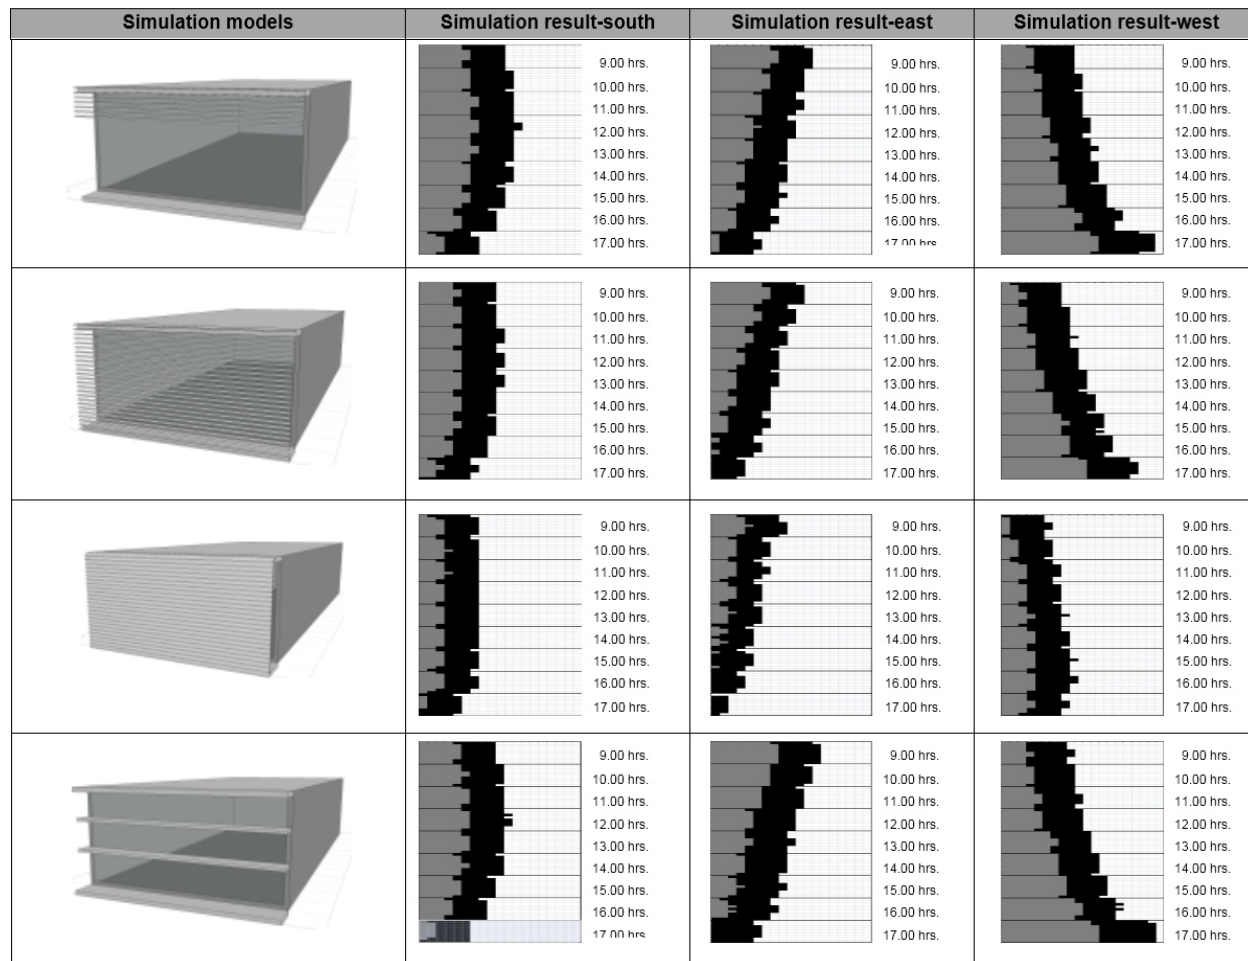 Simulation models
Simulation result-south
Simulation result-east
Simulation result-west
9.00 hrs.
10.00 hrs.
11.00 hrs.
12.00 hrs.
13.00 hrs.
14.00 hrs.
15.00 hrs.
16.00 hrs.
17.00 hrs.
9.00 hrs.
10.00 hrs.
11.00 hrs.
12.00 hrs.
13.00 hrs.
14.00 hrs.
15.00 hrs.
16.00 hrs.
17.00 hrs.
9.00 hrs.
10.00 hrs.
11.00 hrs.
12.00 hrs.
13.00 hrs.
14.00 hrs.
15.00 hrs.
16.00 hrs.
17.00 hrs.
9.00 hrs.
10.00 hrs.
11.00 hrs.
12.00 hrs.
13.00 hrs.
14.00 hrs.
15.00 hrs.
16.00 hrs.
17.00 hrs.
9.00 hrs.
10.00 hrs.
11.00 hrs.
12.00 hrs.
13.00 hrs.
14.00 hrs.
15.00 hrs.
16.00 hrs.
17.00 hrs.
9.00 hrs.
10.00 hrs.
11.00 hrs.
12.00 hrs.
13.00 hrs.
14.00 hrs.
15.00 hrs.
16.00 hrs.
17.00 hrs.
9.00 hrs.
10.00 hrs.
11.00 hrs.
12.00 hrs.
13.00 hrs.
14.00 hrs.
15.00 hrs.
16.00 hrs.
17.00 hrs.
9.00 hrs.
10.00 hrs.
11.00 hrs.
12.00 hrs.
13.00 hrs.
14.00 hrs.
15.00 hrs.
16.00 hrs.
17.00 hrs.
9.00 hrs.
10.00 hrs.
11.00 hrs.
12.00 hrs.
13.00 hrs.
14.00 hrs.
15.00 hrs.
16.00 hrs.
17.00 hrs.
9.00 hrs.
10.00 hrs.
11.00 hrs.
12.00 hrs.
13.00 hrs.
14.00 hrs.
15.00 hrs.
16.00 hrs.
17.00 hrs.
9.00 hrs.
10.00 hrs.
11.00 hrs.
12.00 hrs.
13.00 hrs.
14.00 hrs.
15.00 hrs.
16.00 hrs.
17.00 hrs.
9.00 hrs.
10.00 hrs.
11.00 hrs.
12.00 hrs.
13.00 hrs.
14.00 hrs.
15.00 hrs.
16.00 hrs.
17.00 hrs.